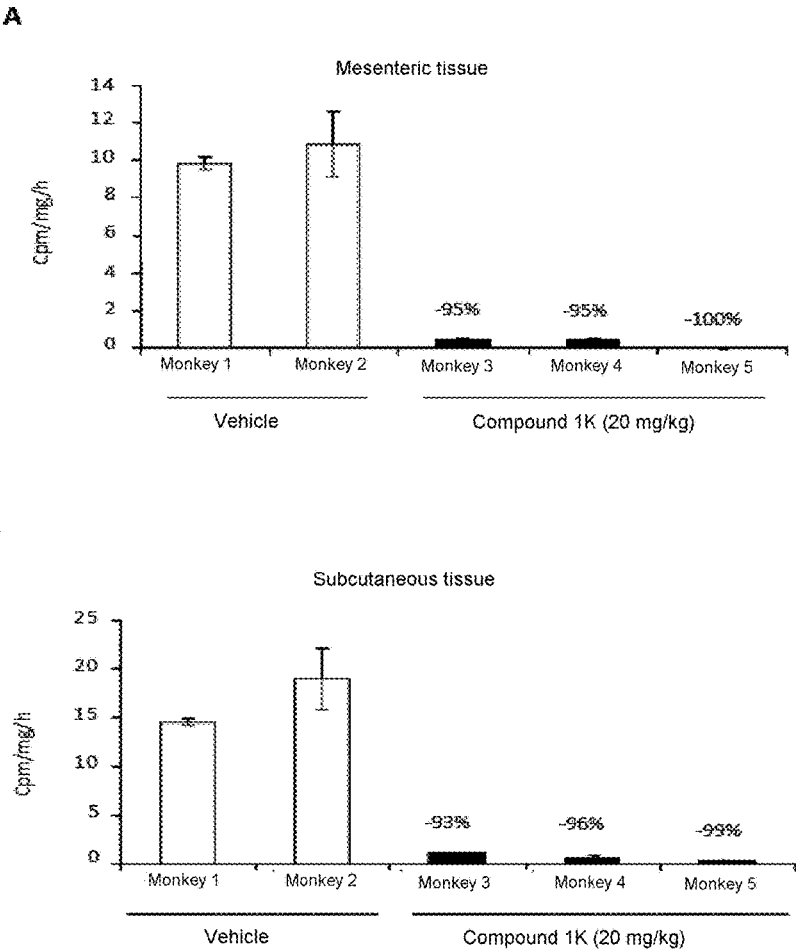 A
Mesenteric tissue
14
12
10
8
6
4
2
0
Cpm/mg/h
-95%
-95%
-100%
Monkey 1
Monkey 2
Monkey 3
Monkey 4
Monkey 5
Vehicle
Compound 1K (20 mg/kg)
Subcutaneous tissue
25
20
15
10
5
0
Cpm/mg/h
-93%
-96%
-99%
Monkey 1
Monkey 2
Monkey 3
Monkey 4
Monkey 5
Vehicle
Compound 1K (20 mg/kg)